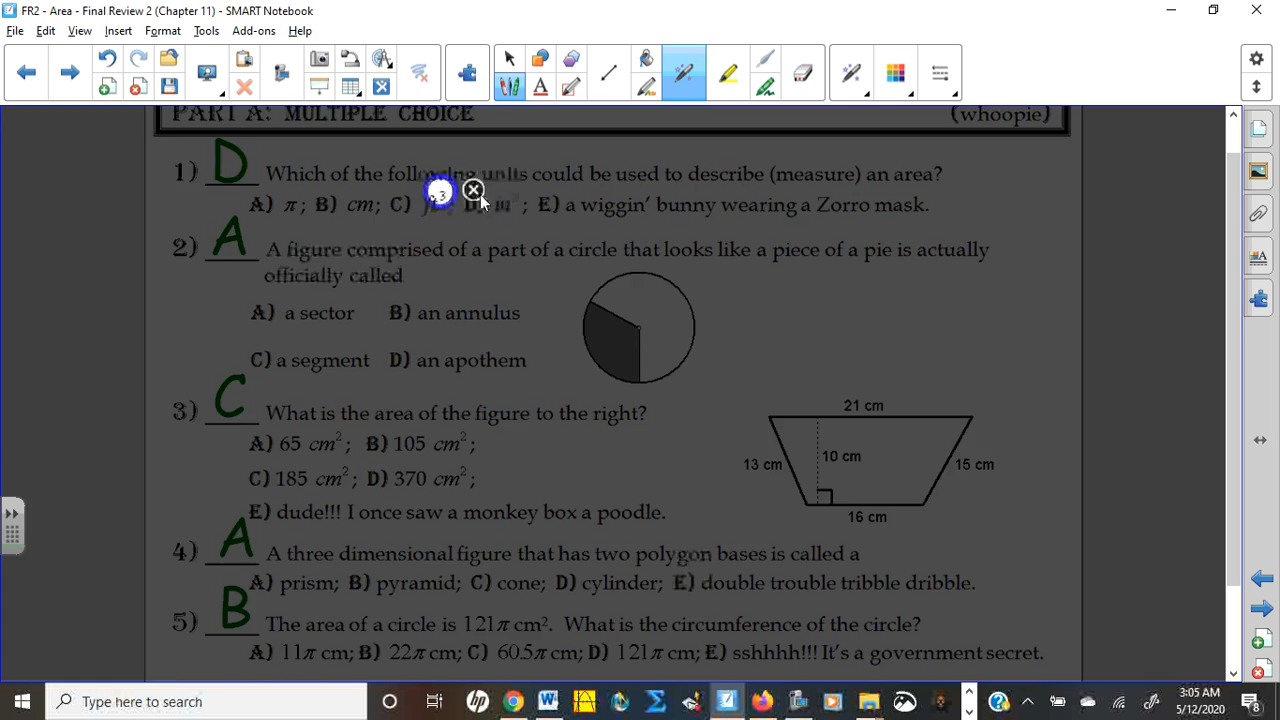 FR2 - Area - Final Review 2 (Chapter 11) - SMART Notebook
File Edit View Insert Format Tools Add-ons Help
PART A: MULTIPLE CHOICE (whoopie)
1) D Which of the following units could be used to describe (measure) an area?
A) π ; B) cm; C) ; D) ; E) a wiggin' bunny wearing a Zorro mask.
2) A A figure comprised of a part of a circle that looks like a piece of a pie is actually
officially called
A) a sector B) an annulus
C) a segment D) an apothem
3) C What is the area of the figure to the right?
A) 65 cm²; B) 105 cm²;
C) 185 cm²; D) 370 cm²;
E) dude!!! I once saw a monkey box a poodle.
21 cm
13 cm
10 cm
15 cm
16 cm
4) A A three dimensional figure that has two polygon bases is called a
A) prism; B) pyramid; C) cone; D) cylinder; E) double trouble tribble dribble.
5) B The area of a circle is 121π cm². What is the circumference of the circle?
A) 11π cm; B) 22π cm; C) 60.5π cm; D) 121π cm; E) sshhhh!!! It's a government secret.
Type here to search
3:05 AM
5/12/2020
8